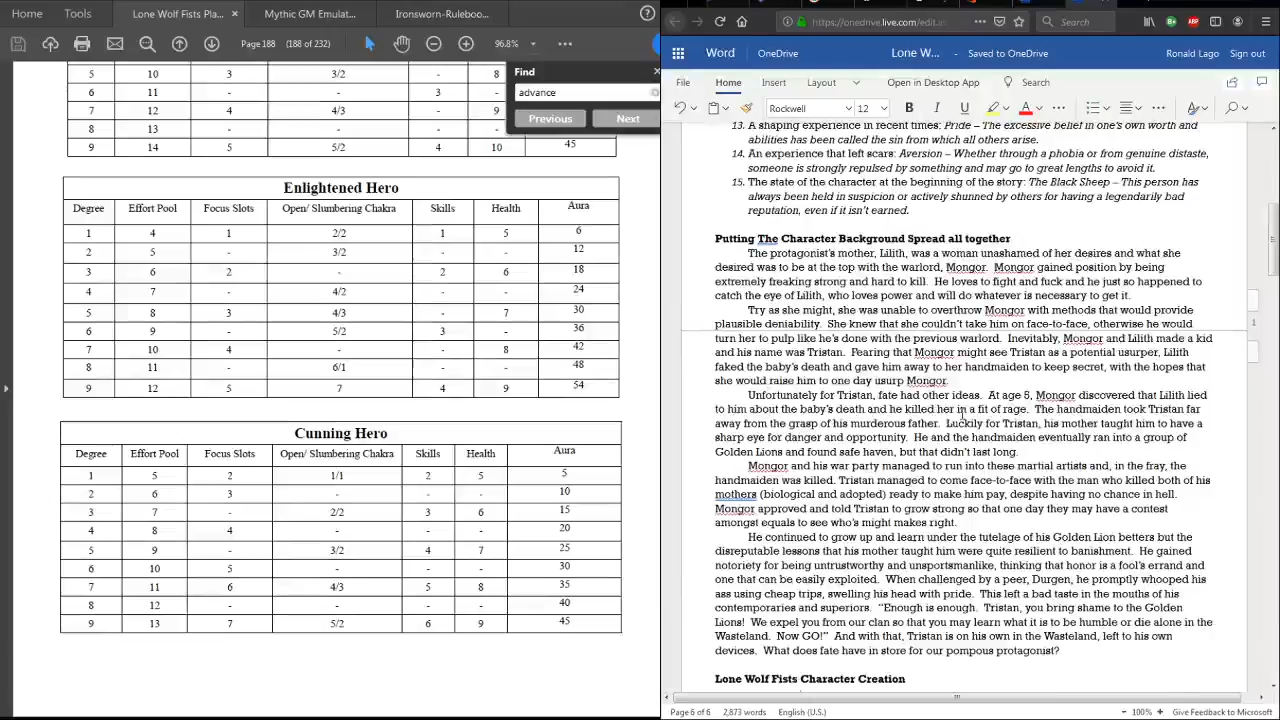 Home Tools Lone Wolf Fists Pla... × Mythic GM Emulat... Ironsworn-Ruleboo...
Page 188 (188 of 232) 96.8%
5 10 3 3/2 - 8
6 11 - - 3 -
7 12 4 4/3 - 9
8 13 - - - -
9 14 5 5/2 4 10 45
Find
advance
Previous Next
Enlightened Hero
Degree Effort Pool Focus Slots Open/ Slumbering Chakra Skills Health Aura
1 4 1 2/2 1 5 6
2 5 - 3/2 - - 12
3 6 2 - 2 6 18
4 7 - 4/2 - - 24
5 8 3 4/3 - 7 30
6 9 - 5/2 3 - 36
7 10 4 - - 8 42
8 11 - 6/1 - - 48
9 12 5 7 4 9 54
Cunning Hero
Degree Effort Pool Focus Slots Open/ Slumbering Chakra Skills Health Aura
1 5 2 1/1 2 5 5
2 6 3 - - - 10
3 7 - 2/2 3 6 15
4 8 4 - - - 20
5 9 - 3/2 4 7 25
6 10 5 - - - 30
7 11 6 4/3 5 8 35
8 12 - - - - 40
9 13 7 5/2 6 9 45
https://onedrive.live.com/edit.as Search
Word OneDrive Lone W... - Saved to OneDrive Ronald Lago Sign out
File Home Insert Layout Open in Desktop App Search
Rockwell 12 B I U A
13. A shaping experience in recent times: Pride – The excessive belief in one's own worth and
abilities has been called the sin from which all others arise.
14. An experience that left scars: Aversion – Whether through a phobia or from genuine distaste,
someone is strongly repulsed by something and may go to great lengths to avoid it.
15. The state of the character at the beginning of the story: The Black Sheep – This person has
always been held in suspicion or actively shunned by others for having a legendarily bad
reputation, even if it isn't earned.
Putting The Character Background Spread all together
The protagonist's mother, Lilith, was a woman unashamed of her desires and what she
desired was to be at the top with the warlord, Mongor. Mongor gained position by being
extremely freaking strong and hard to kill. He loves to fight and fuck and he just so happened to
catch the eye of Lilith, who loves power and will do whatever is necessary to get it.
Try as she might, she was unable to overthrow Mongor with methods that would provide
plausible deniability. She knew that she couldn't take him on face-to-face, otherwise he would
turn her to pulp like he's done with the previous warlord. Inevitably, Mongor and Lilith made a kid
and his name was Tristan. Fearing that Mongor might see Tristan as a potential usurper, Lilith
faked the baby's death and gave him away to her handmaiden to keep secret, with the hopes that
she would raise him to one day usurp Mongor.
Unfortunately for Tristan, fate had other ideas. At age 5, Mongor discovered that Lilith lied
to him about the baby's death and he killed her in a fit of rage. The handmaiden took Tristan far
away from the grasp of his murderous father. Luckily for Tristan, his mother taught him to have a
sharp eye for danger and opportunity. He and the handmaiden eventually ran into a group of
Golden Lions and found safe haven, but that didn't last long.
Mongor and his war party managed to run into these martial artists and, in the fray, the
handmaiden was killed. Tristan managed to come face-to-face with the man who killed both of his
mothers (biological and adopted) ready to make him pay, despite having no chance in hell.
Mongor approved and told Tristan to grow strong so that one day they may have a contest
amongst equals to see who's might makes right.
He continued to grow up and learn under the tutelage of his Golden Lion betters but the
disreputable lessons that his mother taught him were quite resilient to banishment. He gained
notoriety for being untrustworthy and unsportsmanlike, thinking that honor is a fool's errand and
one that can be easily exploited. When challenged by a peer, Durgen, he promptly whooped his
ass using cheap trips, swelling his head with pride. This left a bad taste in the mouths of his
contemporaries and superiors. "Enough is enough. Tristan, you bring shame to the Golden
Lions! We expel you from our clan so that you may learn what it is to be humble or die alone in the
Wasteland. Now GO!" And with that, Tristan is on his own in the Wasteland, left to his own
devices. What does fate have in store for our pompous protagonist?
Lone Wolf Fists Character Creation
1
Page 6 of 6 2,873 words English (U.S.) - 100% + Give Feedback to Microsoft